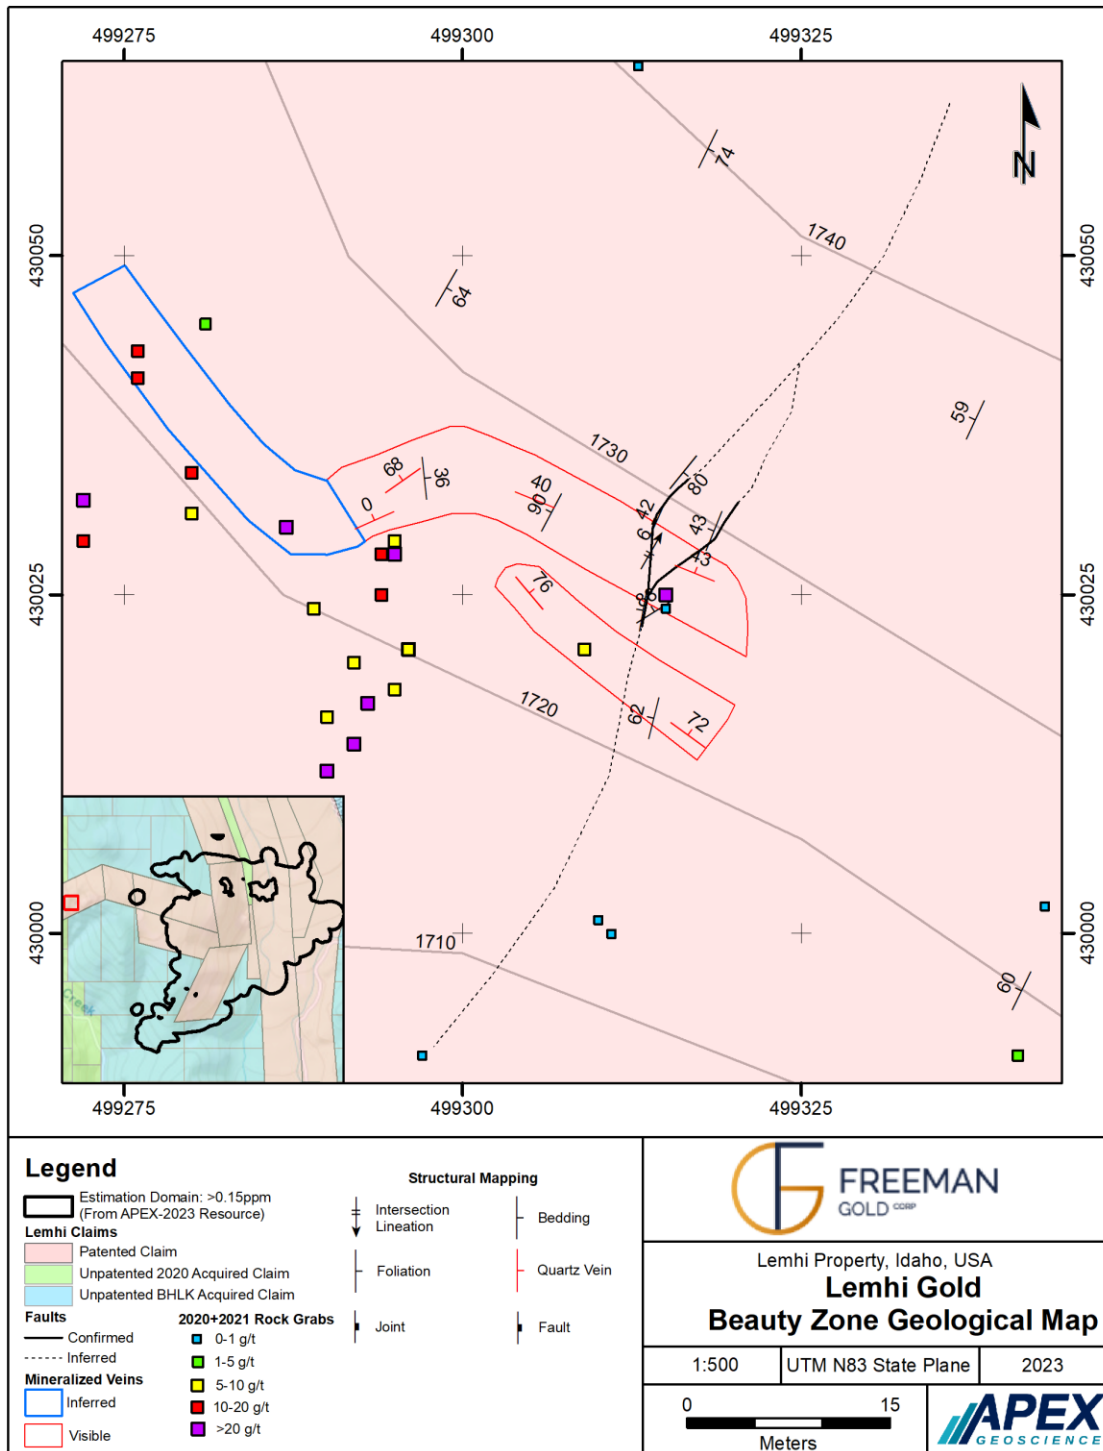 499275 499300 499325
N
74
1740
430050 430050
64
59
1730
68
36
40
90
0
80
42
6
43
43
430025 430025
76
62
72
1720
430000 430000
1710
60
Creek
499275 499300 499325
Legend
Estimation Domain: >0.15ppm
(From APEX-2023 Resource)
Lemhi Claims
Patented Claim
Unpatented 2020 Acquired Claim
Unpatented BHLK Acquired Claim
Faults
Confirmed
Inferred
Mineralized Veins
Inferred
Visible
2020+2021 Rock Grabs
0-1 g/t
1-5 g/t
5-10 g/t
10-20 g/t
>20 g/t
Structural Mapping
Intersection
Lineation
Foliation
Joint
Bedding
Quartz Vein
Fault
FREEMAN
GOLD CORP
Lemhi Property, Idaho, USA
Lemhi Gold
Beauty Zone Geological Map
1:500 UTM N83 State Plane 2023
0 15
Meters
APEX
GEOSCIENCE